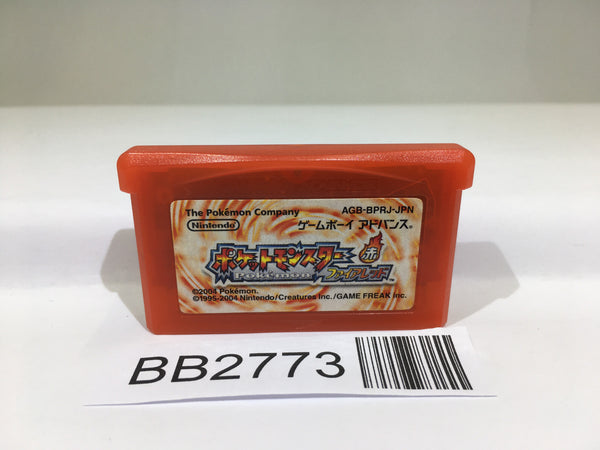 The Pokémon Company AGB-BPRJ-JPN
Nintendo ゲームボーイ アドバンス®
ポケットモンスター 赤
Pokémon ファイアレッド
©2004 Pokémon.
©1995-2004 Nintendo/Creatures Inc./GAME FREAK inc.
BB2773